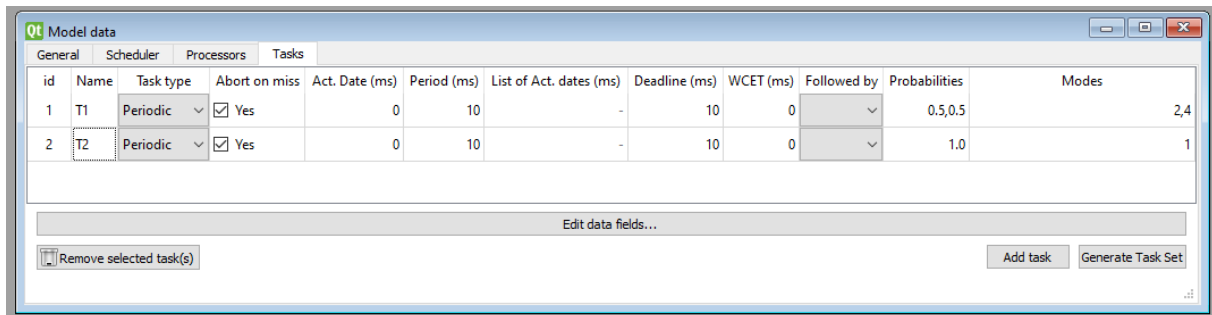 Qt Model data
General Scheduler Processors Tasks
id Name Task type Abort on miss Act. Date (ms) Period (ms) List of Act. dates (ms) Deadline (ms) WCET (ms) Followed by Probabilities Modes
1 T1 Periodic Yes 0 10 - 10 0 0.5,0.5 2,4
2 T2 Periodic Yes 0 10 - 10 0 1.0 1
Edit data fields...
Remove selected task(s) Add task Generate Task Set